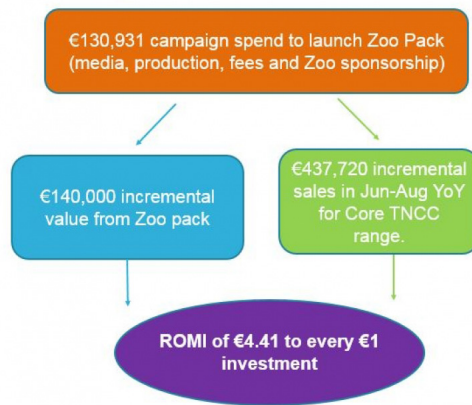 €130,931 campaign spend to launch Zoo Pack
(media, production, fees and Zoo sponsorship)
€140,000 incremental
value from Zoo pack
€437,720 incremental
sales in Jun-Aug YoY
for Core TNCC
range.
ROMI of €4.41 to every €1
investment